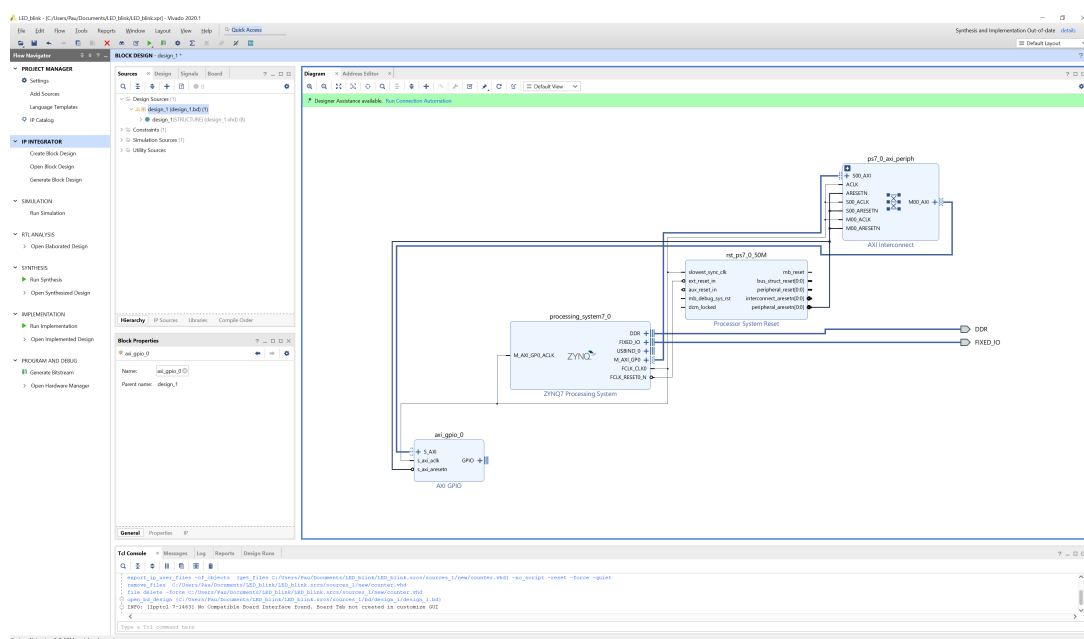 LED_blink - [C:/Users/Pau/Documents/LED_blink/LED_blink.xpr] - Vivado 2020.1
File Edit Flow Tools Reports Window Layout View Help Quick Access
Synthesis and Implementation Out-of-date details
Default Layout
Flow Navigator
PROJECT MANAGER
Settings
Add Sources
Language Templates
IP Catalog
IP INTEGRATOR
Create Block Design
Open Block Design
Generate Block Design
SIMULATION
Run Simulation
RTL ANALYSIS
Open Elaborated Design
SYNTHESIS
Run Synthesis
Open Synthesized Design
IMPLEMENTATION
Run Implementation
Open Implemented Design
PROGRAM AND DEBUG
Generate Bitstream
Open Hardware Manager
BLOCK DESIGN - design_1 *
Sources Design Signals Board
Design Sources (1)
design_1 (design_1.bd) (1)
design_1(STRUCTURE) (design_1.vhd) (8)
Constraints (1)
Simulation Sources (1)
Utility Sources
Hierarchy IP Sources Libraries Compile Order
Block Properties
axi_gpio_0
Name: axi_gpio_0
Parent name: design_1
General Properties IP
Diagram Address Editor
Default View
Designer Assistance available. Run Connection Automation
ps7_0_axi_periph
S00_AXI
ACLK
ARESETN
S00_ACLK
S00_ARESETN
M00_ACLK
M00_ARESETN
M00_AXI
AXI Interconnect
rst_ps7_0_50M
slowest_sync_clk
ext_reset_in
aux_reset_in
mb_debug_sys_rst
dcm_locked
mb_reset
bus_struct_reset[0:0]
peripheral_reset[0:0]
interconnect_aresetn[0:0]
peripheral_aresetn[0:0]
Processor System Reset
processing_system7_0
M_AXI_GP0_ACLK
ZYNQ
DDR
FIXED_IO
USBIND_0
M_AXI_GP0
FCLK_CLK0
FCLK_RESET0_N
ZYNQ7 Processing System
DDR
FIXED_IO
axi_gpio_0
S_AXI
s_axi_aclk
s_axi_aresetn
GPIO
AXI GPIO
Tcl Console Messages Log Reports Design Runs
export_ip_user_files -of_objects [get_files C:/Users/Pau/Documents/LED_blink/LED_blink.srcs/sources_1/new/counter.vhd] -no_script -reset -force -quiet
remove_files C:/Users/Pau/Documents/LED_blink/LED_blink.srcs/sources_1/new/counter.vhd
file delete -force C:/Users/Pau/Documents/LED_blink/LED_blink.srcs/sources_1/new/counter.vhd
open_bd_design {C:/Users/Pau/Documents/LED_blink/LED_blink.srcs/sources_1/bd/design_1/design_1.bd}
INFO: [Ipptcl 7-1463] No Compatible Board Interface found. Board Tab not created in customize GUI
Type a Tcl command here